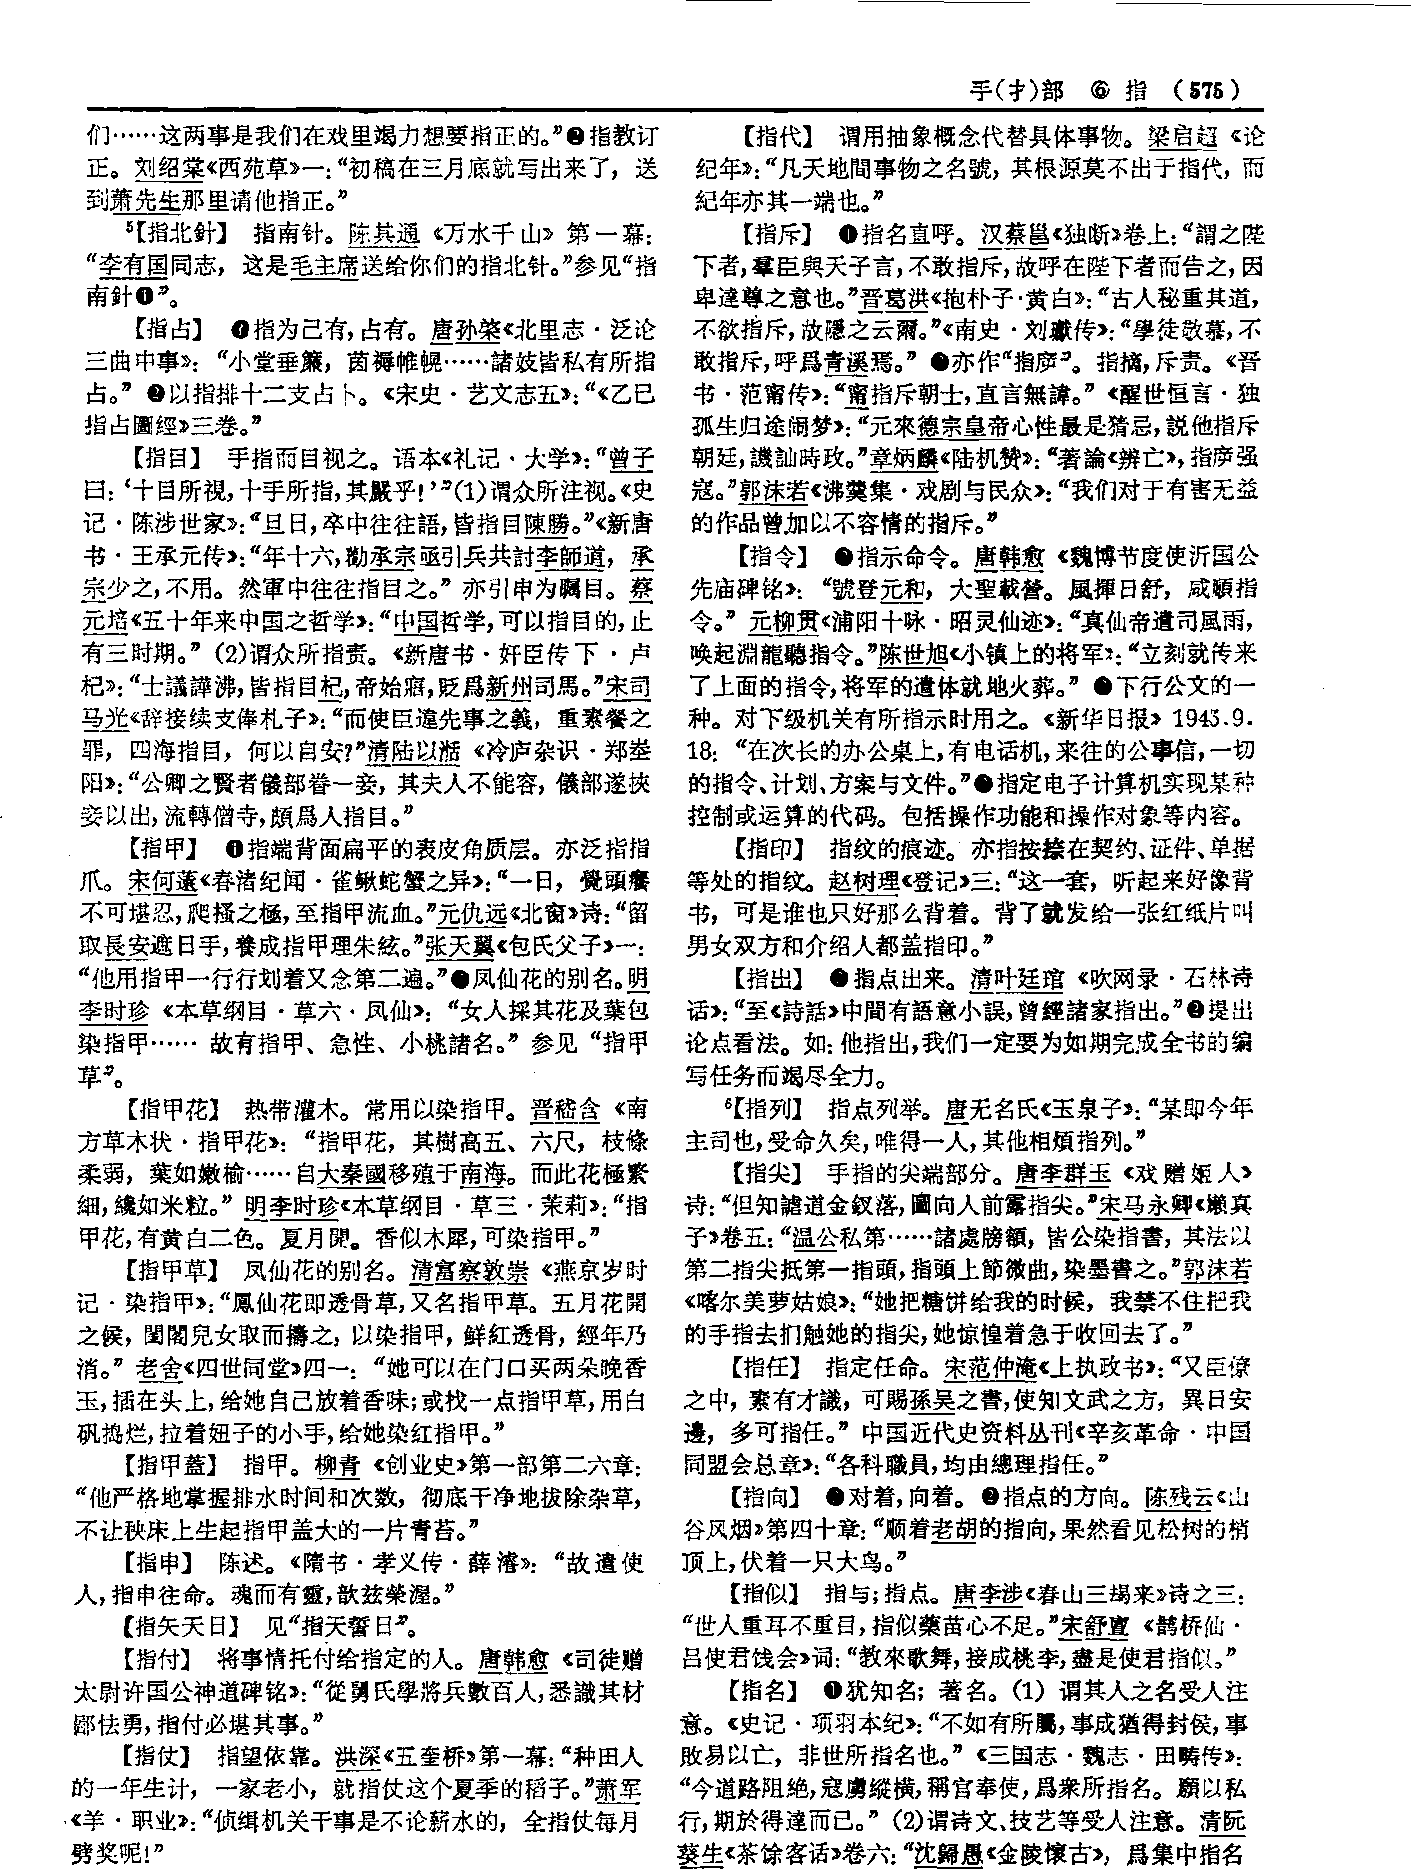 手(扌)部 ⑥ 指 (575)
们……这两事是我们在戏里竭力想要指正的。”❷指教订
正。刘绍棠《西苑草》一：“初稿在三月底就写出来了，送
到萧先生那里请他指正。”
⁵【指北針】 指南针。陈其通《万水千山》第一幕：
“李有国同志，这是毛主席送给你们的指北针。”参见“指
南針❶”。
【指占】 ❶指为己有，占有。唐孙棨《北里志·泛论
三曲中事》：“小堂垂簾，茵褥帷幌……諸妓皆私有所指
占。”❷以指排十二支占卜。《宋史·艺文志五》：“《乙巳
指占圖經》三卷。”
【指目】 手指而目视之。语本《礼记·大学》：“曾子
曰：‘十目所視，十手所指，其嚴乎！’”(1)谓众所注视。《史
记·陈涉世家》：“旦日，卒中往往語，皆指目陳勝。”《新唐
书·王承元传》：“年十六，勸承宗亟引兵共討李師道，承
宗少之，不用。然軍中往往指目之。”亦引申为瞩目。蔡
元培《五十年来中国之哲学》：“中国哲学，可以指目的，止
有三时期。”(2)谓众所指责。《新唐书·奸臣传下·卢
杞》：“士議譁沸，皆指目杞，帝始寤，貶爲新州司馬。”宋司
马光《辞接续支俸札子》：“而使臣違先事之義，重素餐之
罪，四海指目，何以自安？”清陆以湉《冷庐杂识·郑荃
阳》：“公卿之賢者儀部眷一妾，其夫人不能容，儀部遂挾
妾以出，流轉僧寺，頗爲人指目。”
【指甲】 ❶指端背面扁平的表皮角质层。亦泛指指
爪。宋何薳《春渚纪闻·雀鳅蛇蟹之异》：“一日，覺頭癢
不可堪忍，爬搔之極，至指甲流血。”元仇远《北窗》诗：“留
取長安遮日手，養成指甲理朱絃。”张天翼《包氏父子》一：
“他用指甲一行行划着又念第二遍。”❷凤仙花的别名。明
李时珍《本草纲目·草六·凤仙》：“女人採其花及葉包
染指甲……故有指甲、急性、小桃諸名。”参见“指甲
草”。
【指甲花】 热带灌木。常用以染指甲。晋嵇含《南
方草木状·指甲花》：“指甲花，其樹高五、六尺，枝條
柔弱，葉如嫩榆……自大秦國移殖于南海。而此花極繁
細，纔如米粒。”明李时珍《本草纲目·草三·茉莉》：“指
甲花，有黄白二色。夏月開。香似木犀，可染指甲。”
【指甲草】 凤仙花的别名。清富察敦崇《燕京岁时
记·染指甲》：“鳳仙花即透骨草，又名指甲草。五月花開
之候，閨閣兒女取而擣之，以染指甲，鮮紅透骨，經年乃
消。”老舍《四世同堂》四一：“她可以在门口买两朵晚香
玉，插在头上，给她自己放着香味；或找一点指甲草，用白
矾捣烂，拉着妞子的小手，给她染红指甲。”
【指甲蓋】 指甲。柳青《创业史》第一部第二六章：
“他严格地掌握排水时间和次数，彻底干净地拔除杂草，
不让秧床上生起指甲盖大的一片青苔。”
【指申】 陈述。《隋书·孝义传·薛濬》：“故遣使
人，指申往命。魂而有靈，歆兹榮渥。”
【指矢天日】 见“指天誓日”。
【指付】 将事情托付给指定的人。唐韩愈《司徒赠
太尉许国公神道碑铭》：“從舅氏學將兵數百人，悉識其材
鄙怯勇，指付必堪其事。”
【指仗】 指望依靠。洪深《五奎桥》第一幕：“种田人
的一年生计，一家老小，就指仗这个夏季的稻子。”萧军
《羊·职业》：“侦缉机关干事是不论薪水的，全指仗每月
劈奖呢！”
【指代】 谓用抽象概念代替具体事物。梁启超《论
纪年》：“凡天地間事物之名號，其根源莫不出于指代，而
紀年亦其一端也。”
【指斥】 ❶指名直呼。汉蔡邕《独断》卷上：“謂之陛
下者，羣臣與天子言，不敢指斥，故呼在陛下者而告之，因
卑達尊之意也。”晋葛洪《抱朴子·黄白》：“古人秘重其道，
不欲指斥，故隱之云爾。”《南史·刘瓛传》：“學徒敬慕，不
敢指斥，呼爲青溪焉。” ❷亦作“指庌”。指摘，斥责。《晋
书·范甯传》：“甯指斥朝士，直言無諱。”《醒世恒言·独
孤生归途闹梦》：“元來德宗皇帝心性最是猜忌，説他指斥
朝廷，譏訕時政。”章炳麟《陆机赞》：“著論《辨亡》，指庌强
寇。”郭沫若《沸羹集·戏剧与民众》：“我们对于有害无益
的作品曾加以不容情的指斥。”
【指令】 ❶指示命令。唐韩愈《魏博节度使沂国公
先庙碑铭》：“號登元和，大聖載營。風揮日舒，咸願指
令。”元柳贯《浦阳十咏·昭灵仙迹》：“真仙帝遣司風雨，
唤起淵龍聽指令。”陈世旭《小镇上的将军》：“立刻就传来
了上面的指令，将军的遗体就地火葬。” ❷下行公文的一
种。对下级机关有所指示时用之。《新华日报》1943.9.
18：“在次长的办公桌上，有电话机，来往的公事信，一切
的指令、计划、方案与文件。”❸指定电子计算机实现某种
控制或运算的代码。包括操作功能和操作对象等内容。
【指印】 指纹的痕迹。亦指按捺在契约、证件、单据
等处的指纹。赵树理《登记》三：“这一套，听起来好像背
书，可是谁也只好那么背着。背了就发给一张红纸片叫
男女双方和介绍人都盖指印。”
【指出】 ❶指点出来。清叶廷琯《吹网录·石林诗
话》：“至《詩話》中間有語意小誤，曾經諸家指出。”❷提出
论点看法。如：他指出，我们一定要为如期完成全书的编
写任务而竭尽全力。
⁶【指列】 指点列举。唐无名氏《玉泉子》：“某即今年
主司也，受命久矣，唯得一人，其他相煩指列。”
【指尖】 手指的尖端部分。唐李群玉《戏赠姬人》
诗：“但知謔道金釵落，圖向人前露指尖。”宋马永卿《嬾真
子》卷五：“温公私第……諸處牓額，皆公染指書，其法以
第二指尖抵第一指頭，指頭上節微曲，染墨書之。”郭沫若
《喀尔美萝姑娘》：“她把糖饼给我的时候，我禁不住把我
的手指去扪触她的指尖，她惊惶着急于收回去了。”
【指任】 指定任命。宋范仲淹《上执政书》：“又臣僚
之中，素有才識，可賜孫吴之書，使知文武之方，異日安
邊，多可指任。”中国近代史资料丛刊《辛亥革命·中国
同盟会总章》：“各科職員，均由總理指任。”
【指向】 ❶对着，向着。❷指点的方向。陈残云《山
谷风烟》第四十章：“顺着老胡的指向，果然看见松树的梢
顶上，伏着一只大鸟。”
【指似】 指与；指点。唐李涉《春山三朅来》诗之三：
“世人重耳不重目，指似藥苗心不足。”宋舒亶《鹊桥仙·
吕使君饯会》词：“教來歌舞，接成桃李，盡是使君指似。”
【指名】 ❶犹知名；著名。(1)谓其人之名受人注
意。《史记·项羽本纪》：“不如有所屬，事成猶得封侯，事
敗易以亡，非世所指名也。”《三国志·魏志·田畴传》：
“今道路阻絶，寇虜縱横，稱官奉使，爲衆所指名。願以私
行，期於得達而已。”(2)谓诗文、技艺等受人注意。清阮
葵生《茶馀客话》卷六：“沈歸愚《金陵懷古》，爲集中指名